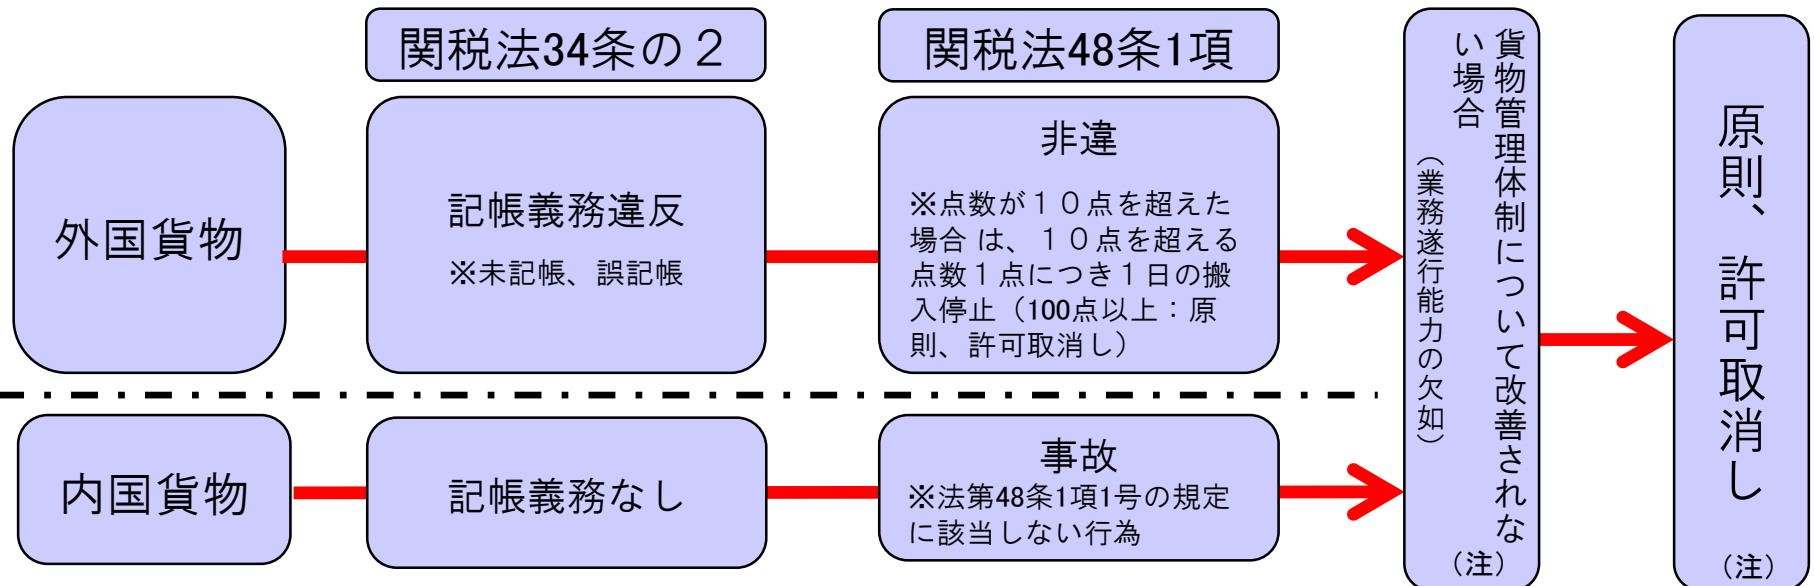 関税法34条の２
関税法48条1項
外国貨物
記帳義務違反
※未記帳、誤記帳
非違
※点数が１０点を超えた
場合 は、１０点を超える
点数１点につき１日の搬
入停止（100点以上：原
則、許可取消し）
内国貨物
記帳義務なし
事故
※法第48条1項1号の規定
に該当しない行為
貨物管理体制について改善されな
い場合
（業務遂行能力の欠如）
（注）
原則、許可取消し
（注）